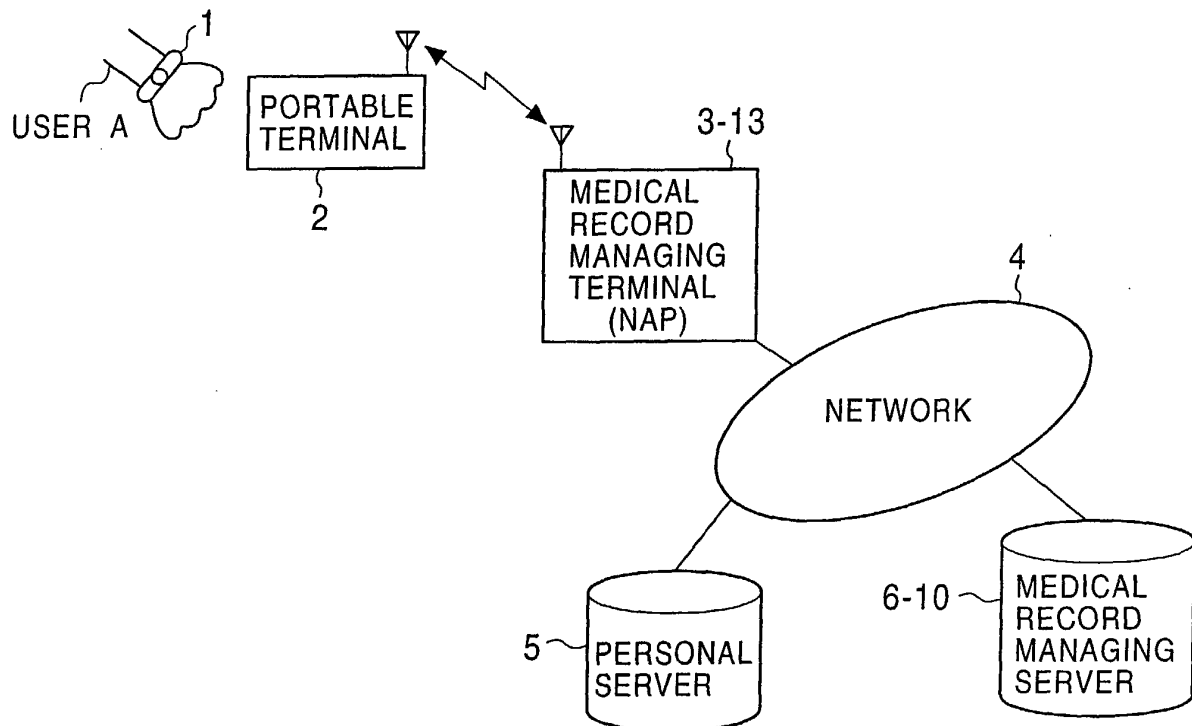 1
USER A
PORTABLE
TERMINAL
2
3-13
MEDICAL
RECORD
MANAGING
TERMINAL
(NAP)
4
NETWORK
5
PERSONAL
SERVER
6-10
MEDICAL
RECORD
MANAGING
SERVER